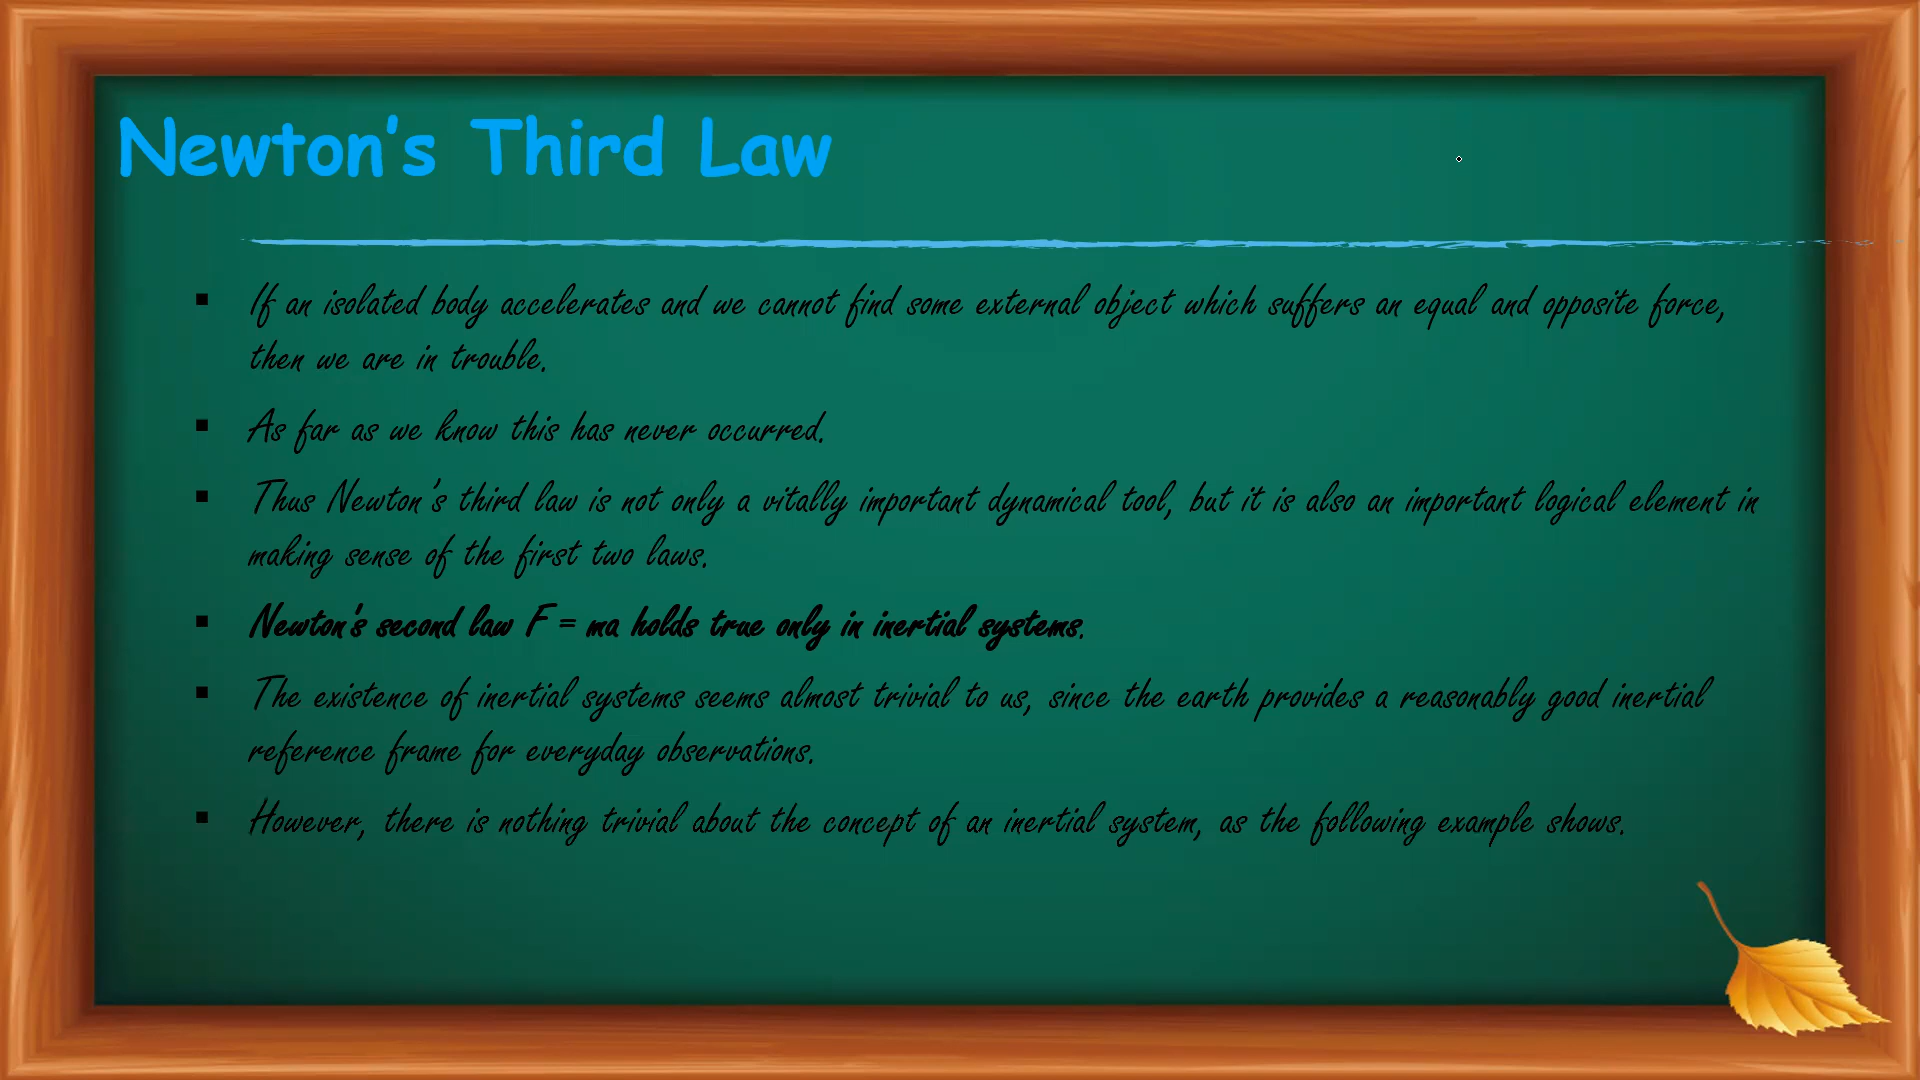 Newton's Third Law
▪ If an isolated body accelerates and we cannot find some external object which suffers an equal and opposite force,
then we are in trouble.
▪ As far as we know this has never occurred.
▪ Thus Newton's third law is not only a vitally important dynamical tool, but it is also an important logical element in
making sense of the first two laws.
▪ Newton's second law F = ma holds true only in inertial systems.
▪ The existence of inertial systems seems almost trivial to us, since the earth provides a reasonably good inertial
reference frame for everyday observations.
▪ However, there is nothing trivial about the concept of an inertial system, as the following example shows.